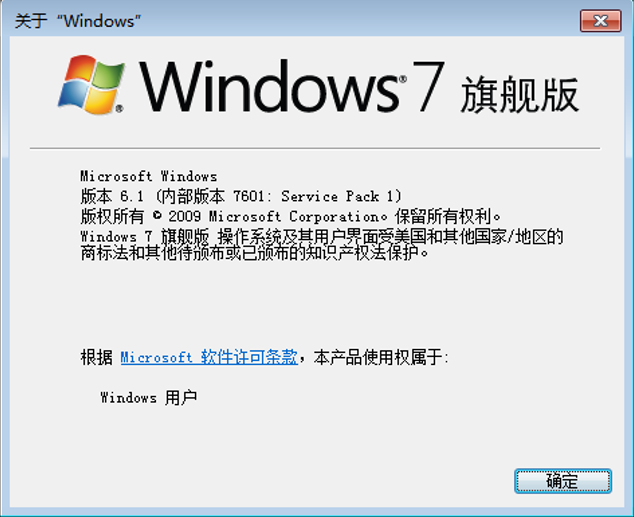 关于“Windows”
Windows® 7 旗舰版
Microsoft Windows
版本 6.1 (内部版本 7601: Service Pack 1)
版权所有 © 2009 Microsoft Corporation。保留所有权利。
Windows 7 旗舰版 操作系统及其用户界面受美国和其他国家/地区的
商标法和其他待颁布或已颁布的知识产权法保护。
根据 Microsoft 软件许可条款，本产品使用权属于:
Windows 用户
确定